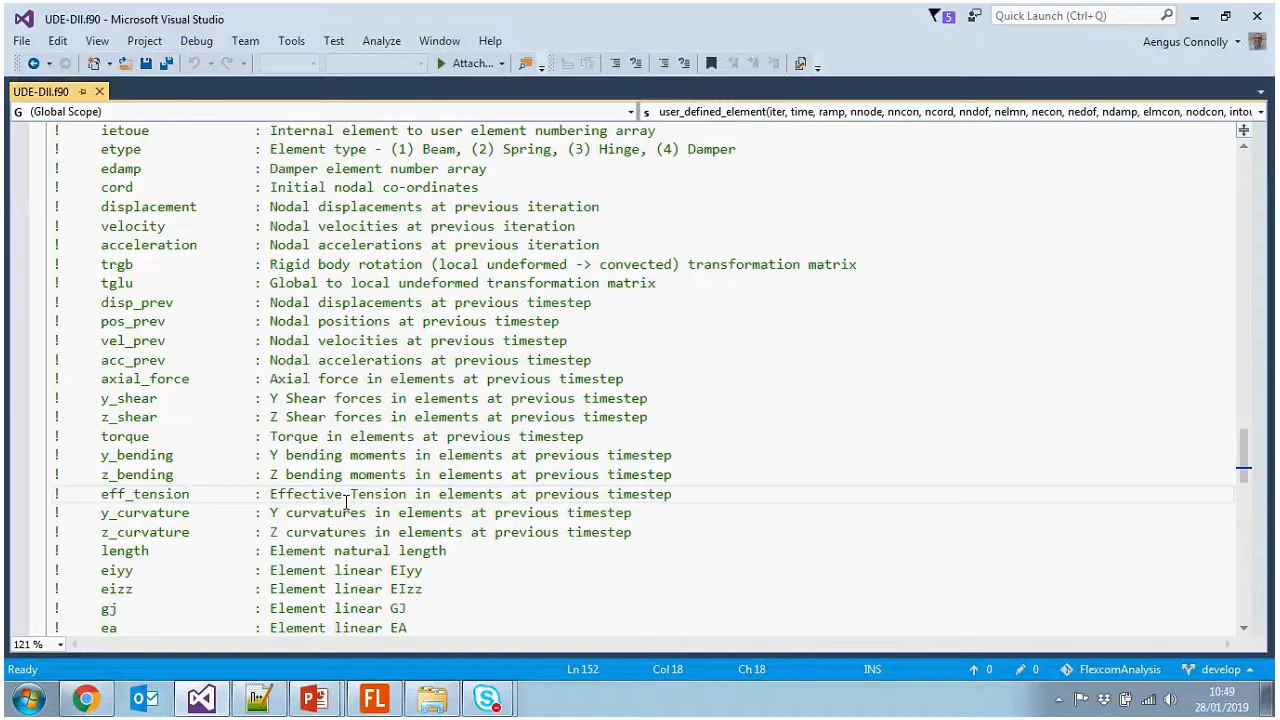 UDE-Dll.f90 - Microsoft Visual Studio
5
Quick Launch (Ctrl+Q)
File Edit View Project Debug Team Tools Test Analyze Window Help
Aengus Connolly
Attach...
UDE-Dll.f90
G (Global Scope)
s user_defined_element(iter, time, ramp, nnode, nncon, ncord, nndof, nelmn, necon, nedof, ndamp, elmcon, nodcon, intou
! ietoue : Internal element to user element numbering array
! etype : Element type - (1) Beam, (2) Spring, (3) Hinge, (4) Damper
! edamp : Damper element number array
! cord : Initial nodal co-ordinates
! displacement : Nodal displacements at previous iteration
! velocity : Nodal velocities at previous iteration
! acceleration : Nodal accelerations at previous iteration
! trgb : Rigid body rotation (local undeformed -> convected) transformation matrix
! tglu : Global to local undeformed transformation matrix
! disp_prev : Nodal displacements at previous timestep
! pos_prev : Nodal positions at previous timestep
! vel_prev : Nodal velocities at previous timestep
! acc_prev : Nodal accelerations at previous timestep
! axial_force : Axial force in elements at previous timestep
! y_shear : Y Shear forces in elements at previous timestep
! z_shear : Z Shear forces in elements at previous timestep
! torque : Torque in elements at previous timestep
! y_bending : Y bending moments in elements at previous timestep
! z_bending : Z bending moments in elements at previous timestep
! eff_tension : Effective Tension in elements at previous timestep
! y_curvature : Y curvatures in elements at previous timestep
! z_curvature : Z curvatures in elements at previous timestep
! length : Element natural length
! eiyy : Element linear EIyy
! eizz : Element linear EIzz
! gj : Element linear GJ
! ea : Element linear EA
121 %
Ready Ln 152 Col 18 Ch 18 INS 0 0 FlexcomAnalysis develop
FL
10:49
28/01/2019